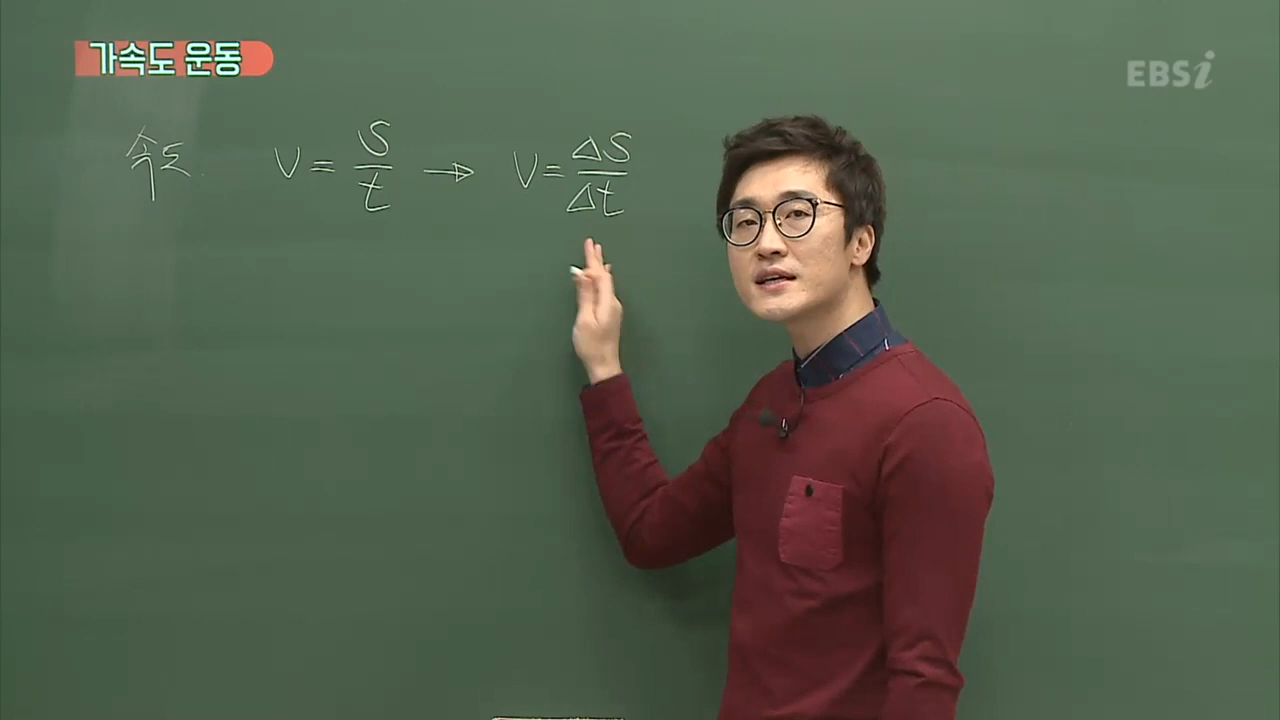 가속도 운동
EBSi
속도. V = S/t → V = ΔS/Δt